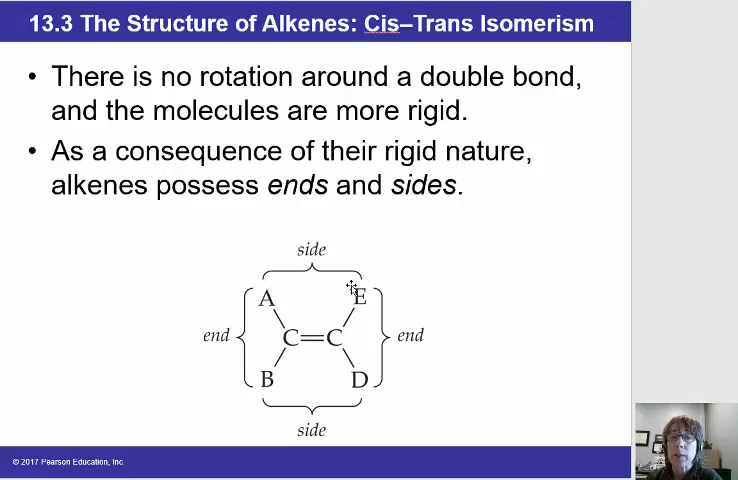 13.3 The Structure of Alkenes: Cis–Trans Isomerism
• There is no rotation around a double bond,
and the molecules are more rigid.
• As a consequence of their rigid nature,
alkenes possess ends and sides.
side
A E
end C=C end
B D
side
© 2017 Pearson Education, Inc.